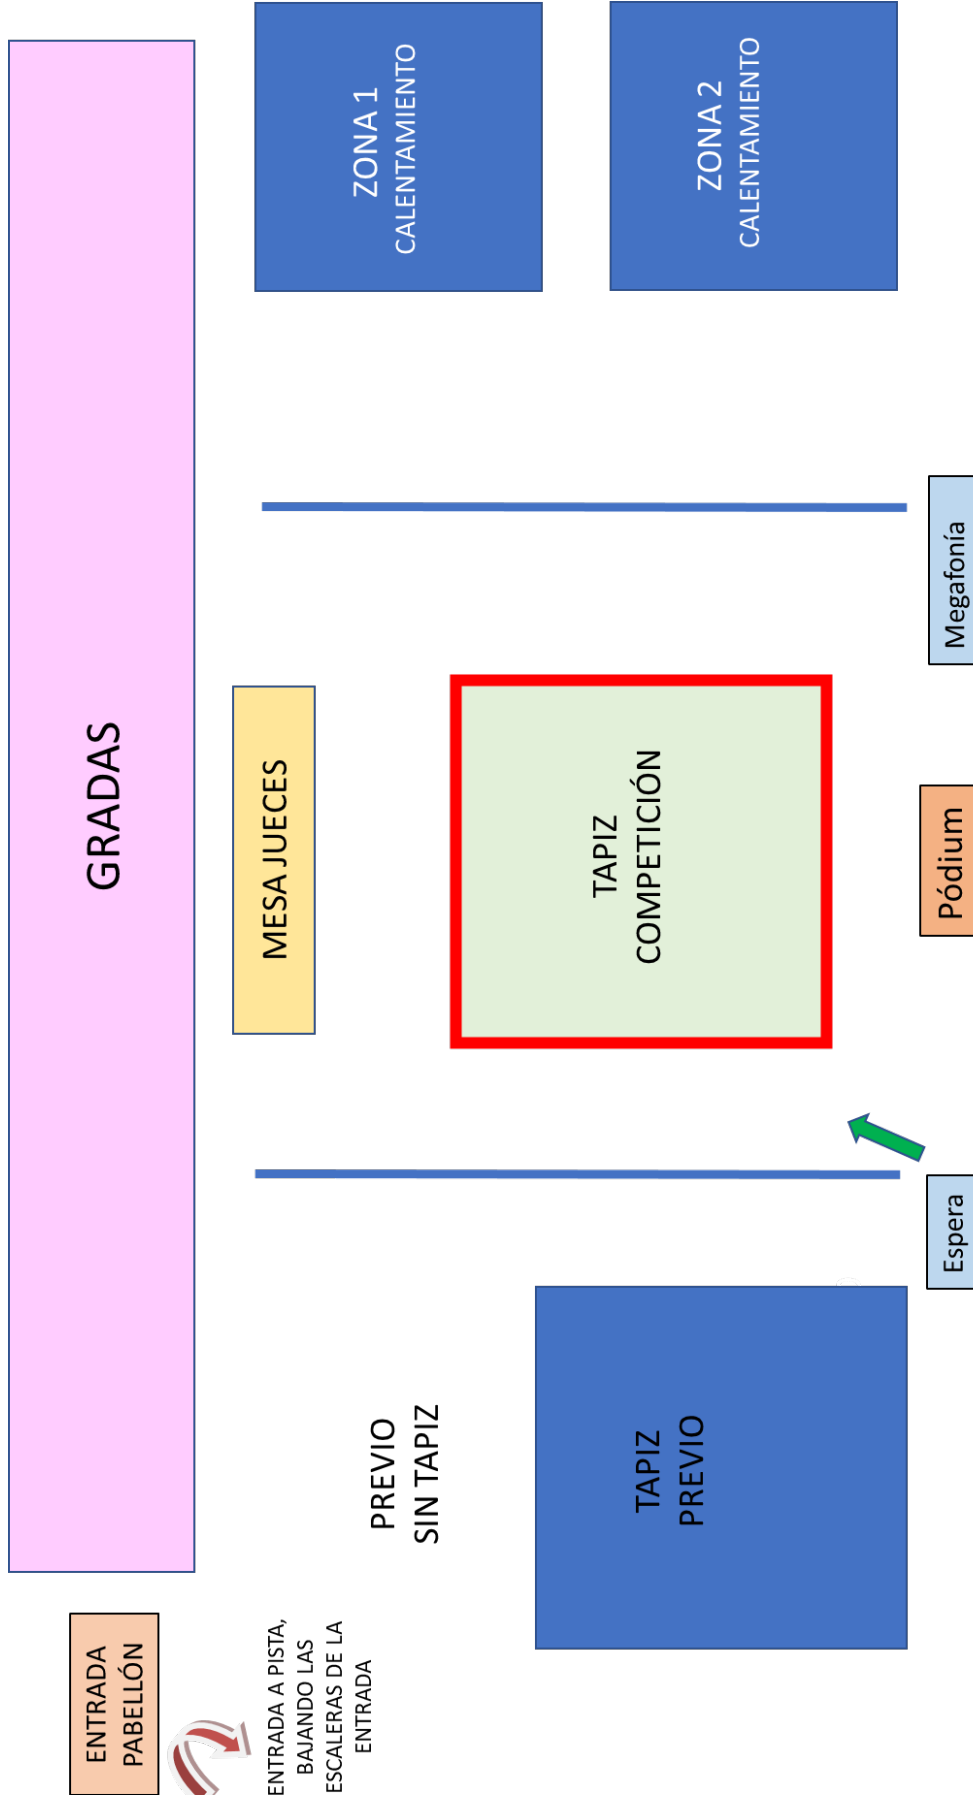 GRADAS
ENTRADA
PABELLÓN
ENTRADA A PISTA,
BAJANDO LAS
ESCALERAS DE LA
ENTRADA
MESA JUECES
ZONA 1
CALENTAMIENTO
PREVIO
SIN TAPIZ
TAPIZ
COMPETICIÓN
ZONA 2
CALENTAMIENTO
TAPIZ
PREVIO
Espera
Pódium
Megafonía